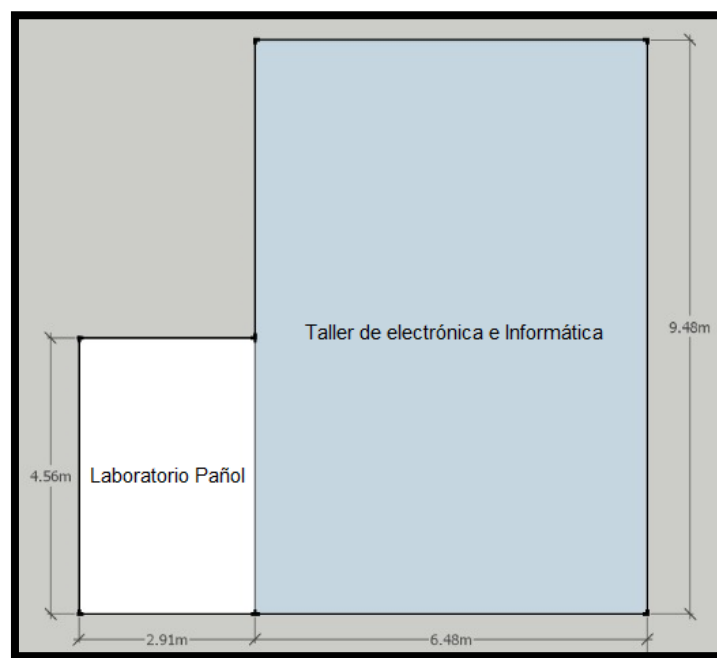 Taller de electrónica e Informática
9.48m
4.56m
Laboratorio Pañol
2.91m
6.48m